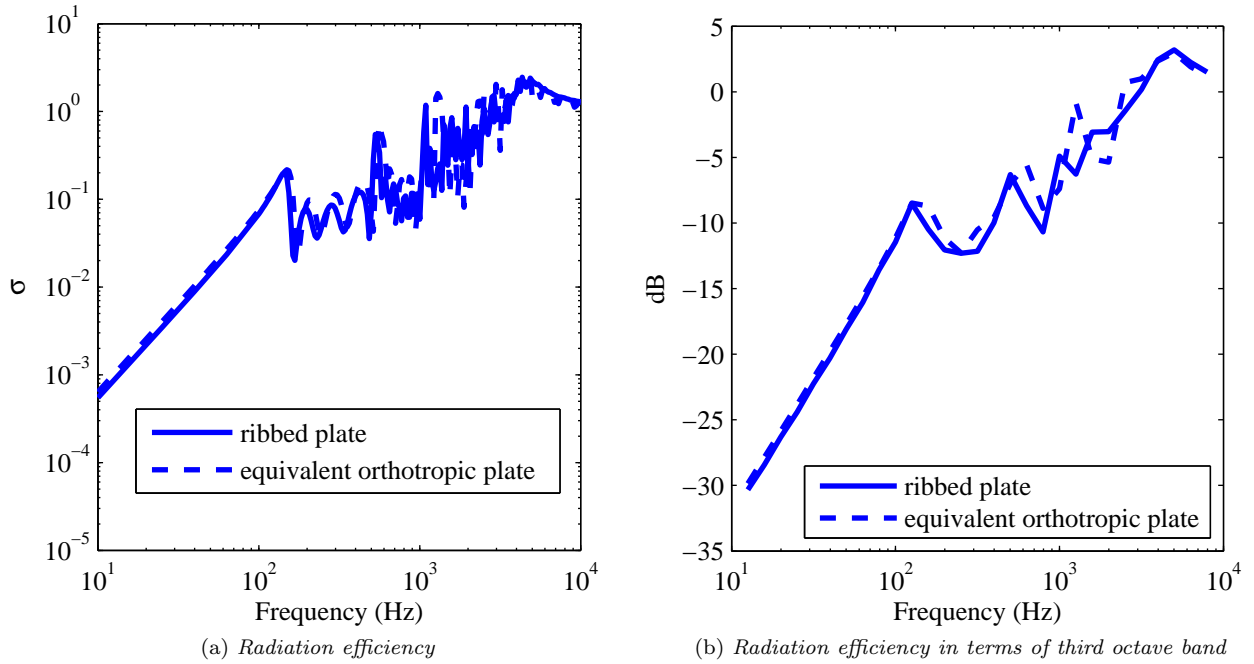 10^1
10^0
10^−1
10^−2
10^−3
10^−4
10^−5
σ
ribbed plate
equivalent orthotropic plate
10^1 10^2 10^3 10^4
Frequency (Hz)
(a) Radiation efficiency
5
0
−5
−10
−15
−20
−25
−30
−35
dB
ribbed plate
equivalent orthotropic plate
10^1 10^2 10^3 10^4
Frequency (Hz)
(b) Radiation efficiency in terms of third octave band